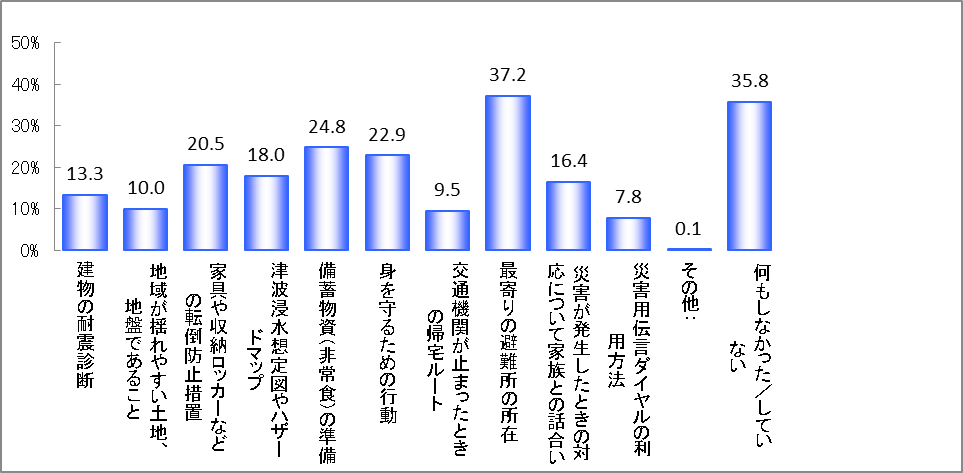 50%
40%
30%
20%
10%
0%
13.3
10.0
20.5
18.0
24.8
22.9
9.5
37.2
16.4
7.8
0.1
35.8
建物の耐震診断
地域が揺れやすい土地、
地盤であること
家具や収納ロッカーなど
の転倒防止措置
津波浸水想定図やハザー
ドマップ
備蓄物資（非常食）の準備
身を守るための行動
交通機関が止まったとき
の帰宅ルート
最寄りの避難所の所在
災害が発生したときの対
応について家族との話合い
災害用伝言ダイヤルの利
用方法
その他：
何もしなかった／してい
ない